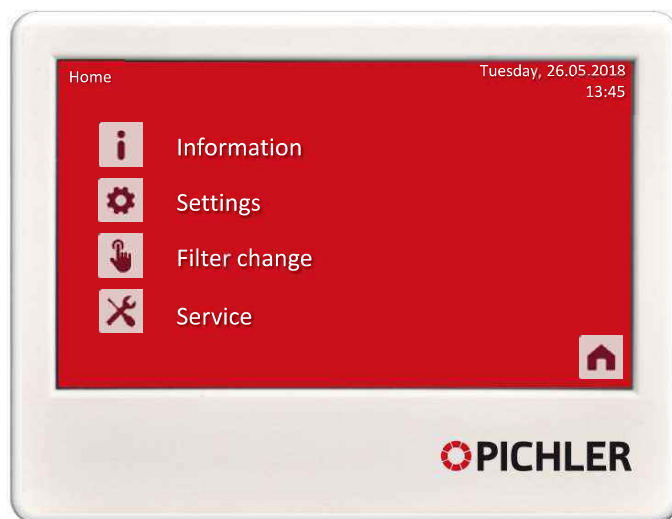 Home
Tuesday, 26.05.2018
13:45
Information
Settings
Filter change
Service
PICHLER